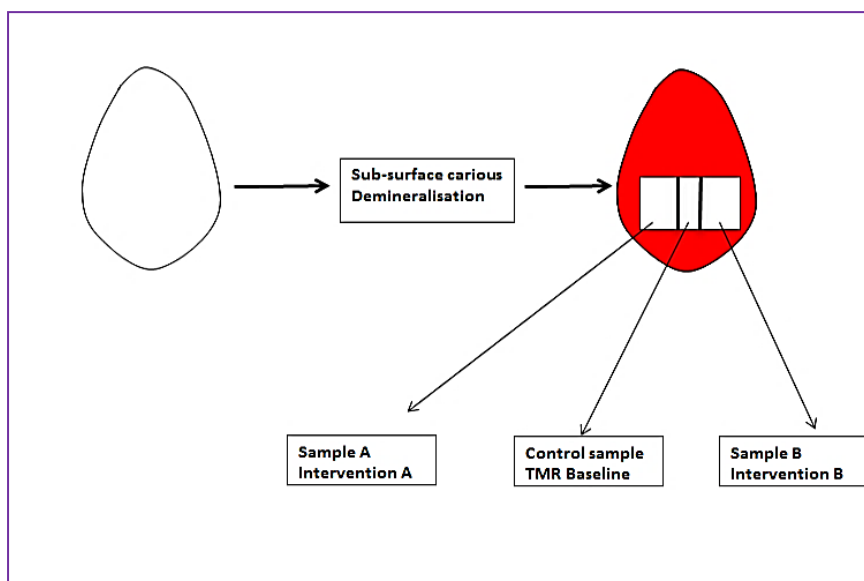 Sub-surface carious
Demineralisation
Sample A
Intervention A
Control sample
TMR Baseline
Sample B
Intervention B